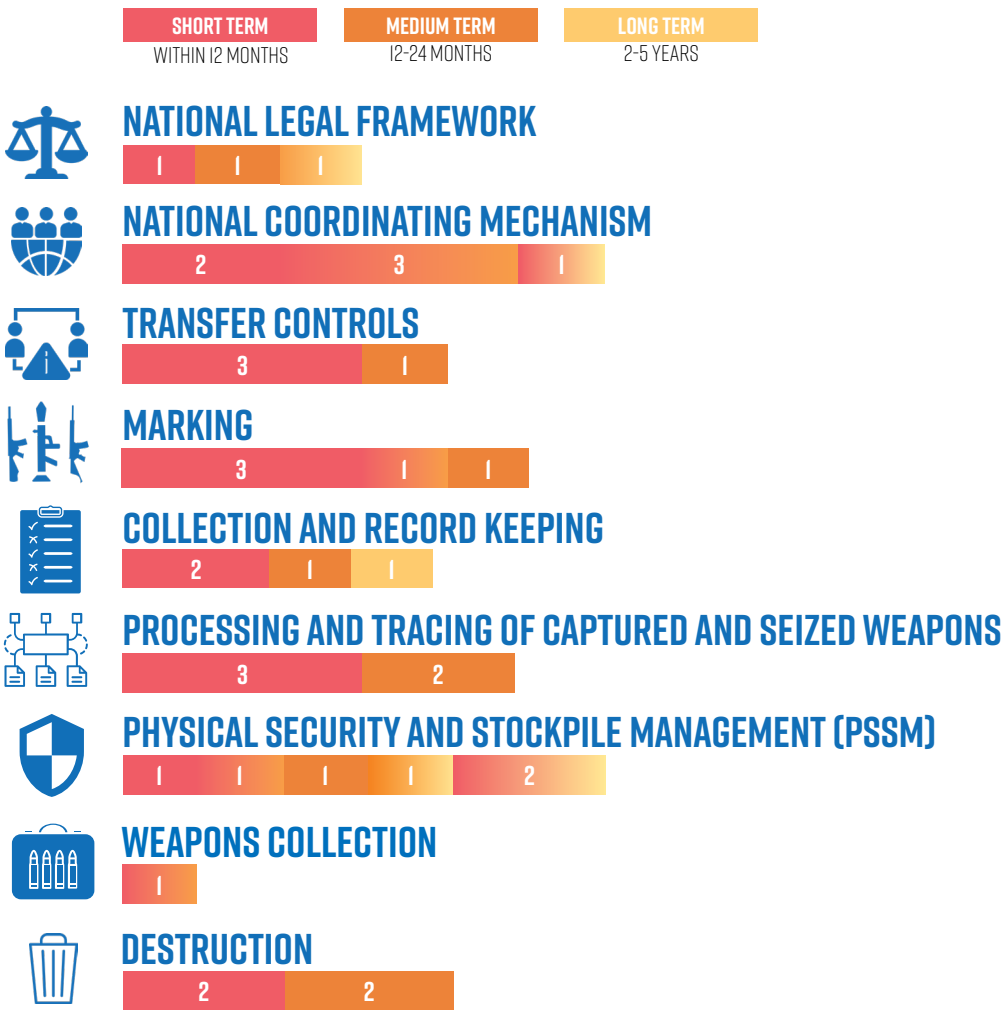 SHORT TERM
WITHIN 12 MONTHS
MEDIUM TERM
12-24 MONTHS
LONG TERM
2-5 YEARS
NATIONAL LEGAL FRAMEWORK
1 1 1
NATIONAL COORDINATING MECHANISM
2 3 1
TRANSFER CONTROLS
3 1
MARKING
3 1 1
COLLECTION AND RECORD KEEPING
2 1 1
PROCESSING AND TRACING OF CAPTURED AND SEIZED WEAPONS
3 2
PHYSICAL SECURITY AND STOCKPILE MANAGEMENT (PSSM)
1 1 1 1 2
WEAPONS COLLECTION
1
DESTRUCTION
2 2